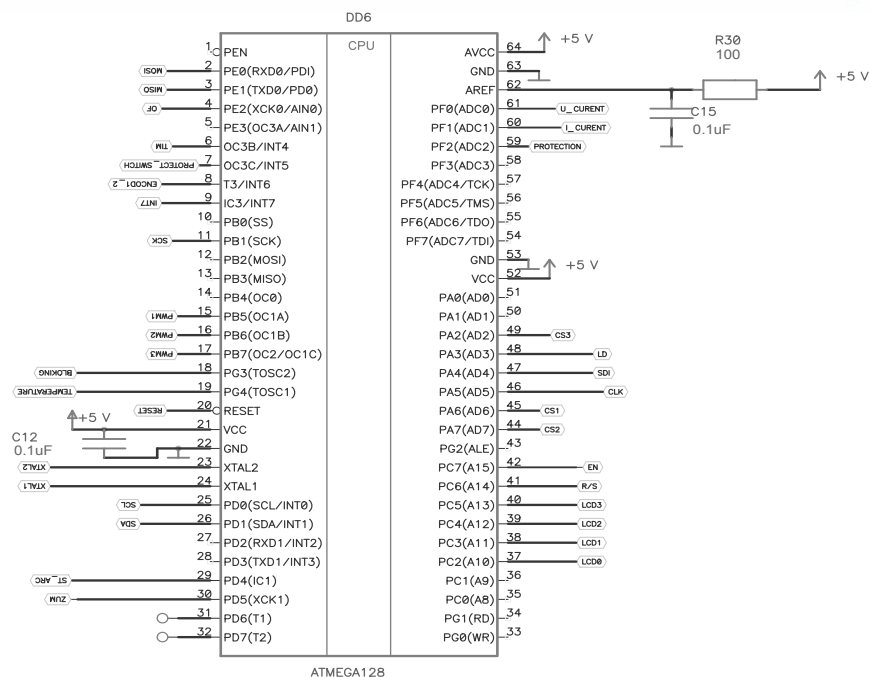 DD6
CPU
1 PEN
MOSI 2 PE0(RXD0/PDI)
MISO 3 PE1(TXD0/PD0)
OF 4 PE2(XCK0/AIN0)
5 PE3(OC3A/AIN1)
TIM 6 OC3B/INT4
PROTECT_SWITCH 7 OC3C/INT5
ENCOD1_2 8 T3/INT6
INT7 9 IC3/INT7
10 PB0(SS)
SCK 11 PB1(SCK)
12 PB2(MOSI)
13 PB3(MISO)
14 PB4(OC0)
PWM1 15 PB5(OC1A)
PWM2 16 PB6(OC1B)
PWM3 17 PB7(OC2/OC1C)
BLOKING 18 PG3(TOSC2)
TEMPERATURE 19 PG4(TOSC1)
RESET 20 RESET
+5 V 21 VCC
C12
0.1uF
22 GND
XTAL2 23 XTAL2
XTAL1 24 XTAL1
SCL 25 PD0(SCL/INT0)
SDA 26 PD1(SDA/INT1)
27 PD2(RXD1/INT2)
28 PD3(TXD1/INT3)
ST_ARC 29 PD4(IC1)
ZUM 30 PD5(XCK1)
31 PD6(T1)
32 PD7(T2)
AVCC 64 +5 V
GND 63
AREF 62
R30
100
+5 V
C15
0.1uF
PF0(ADC0) 61 U_CURENT
PF1(ADC1) 60 I_CURENT
PF2(ADC2) 59 PROTECTION
PF3(ADC3) 58
PF4(ADC4/TCK) 57
PF5(ADC5/TMS) 56
PF6(ADC6/TDO) 55
PF7(ADC7/TDI) 54
GND 53
VCC 52 +5 V
PA0(AD0) 51
PA1(AD1) 50
PA2(AD2) 49 CS3
PA3(AD3) 48 LD
PA4(AD4) 47 SDI
PA5(AD5) 46 CLK
PA6(AD6) 45 CS1
PA7(AD7) 44 CS2
PG2(ALE) 43
PC7(A15) 42 EN
PC6(A14) 41 R/S
PC5(A13) 40 LCD3
PC4(A12) 39 LCD2
PC3(A11) 38 LCD1
PC2(A10) 37 LCD0
PC1(A9) 36
PC0(A8) 35
PG1(RD) 34
PG0(WR) 33
ATMEGA128